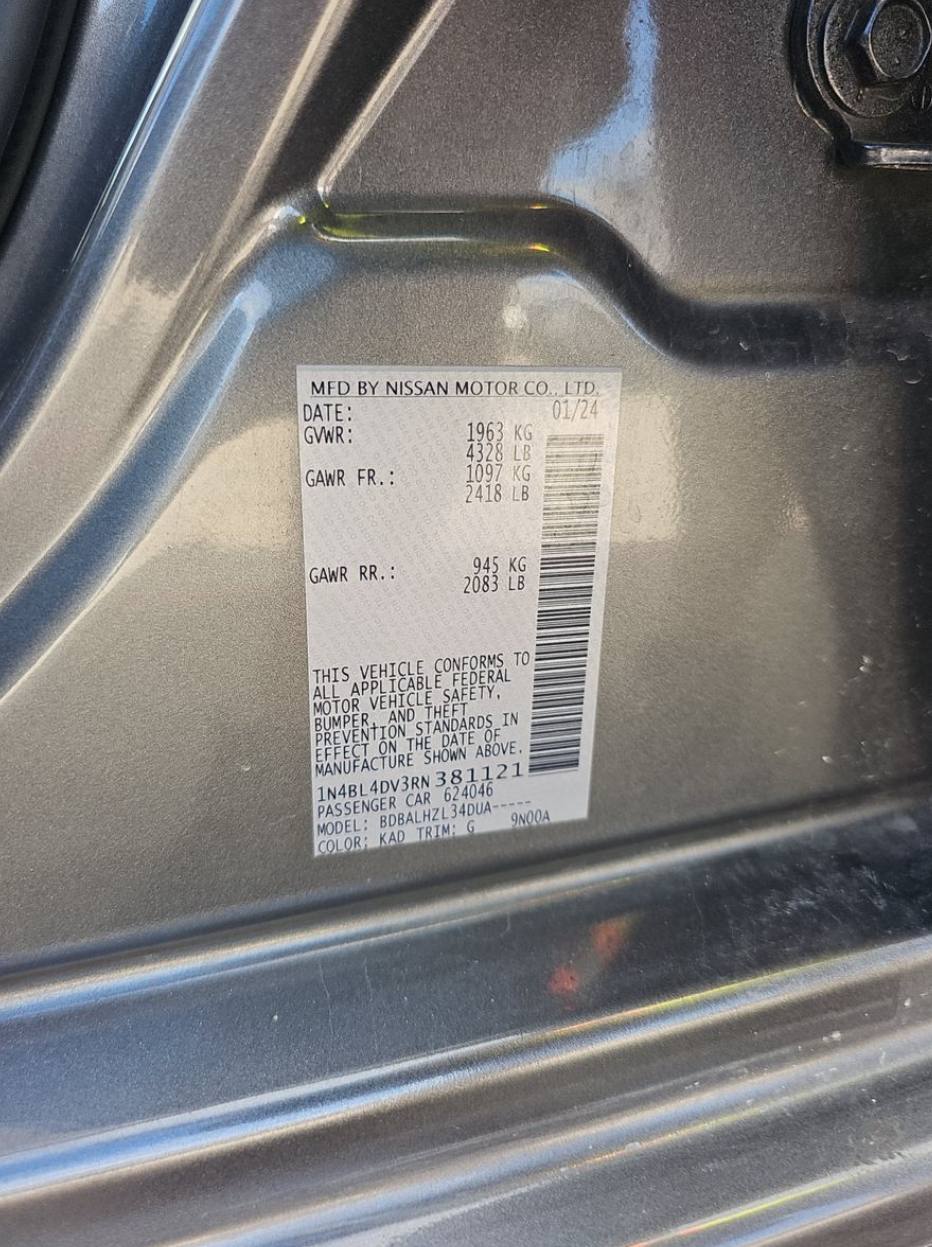 MFD BY NISSAN MOTOR CO., LTD.
DATE: 01/24
GVWR: 1963 KG
4328 LB
GAWR FR.: 1097 KG
2418 LB
GAWR RR.: 945 KG
2083 LB
THIS VEHICLE CONFORMS TO
ALL APPLICABLE FEDERAL
MOTOR VEHICLE SAFETY,
BUMPER, AND THEFT
PREVENTION STANDARDS IN
EFFECT ON THE DATE OF
MANUFACTURE SHOWN ABOVE.
1N4BL4DV3RN381121
PASSENGER CAR 624046
MODEL: BDBALHZL34DUA-----
COLOR: KAD TRIM: G 9N00A